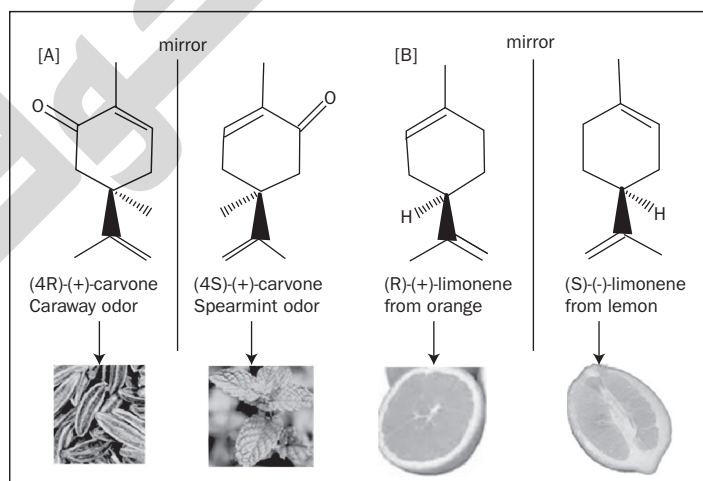 [A]
mirror
O
(4R)-(+)-carvone
Caraway odor
O
(4S)-(+)-carvone
Spearmint odor
[B]
mirror
H
(R)-(+)-limonene
from orange
H
(S)-(-)-limonene
from lemon